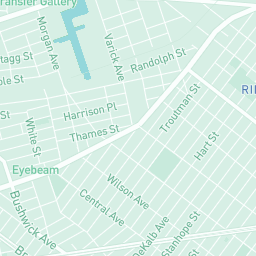 Transfer Gallery
Morgan Ave
Varick Ave
Randolph St
Harrison Pl
Thames St
Troutman St
Hart St
White St
Eyebeam
Bushwick Ave
Wilson Ave
Central Ave
DeKalb Ave
Stanhope St